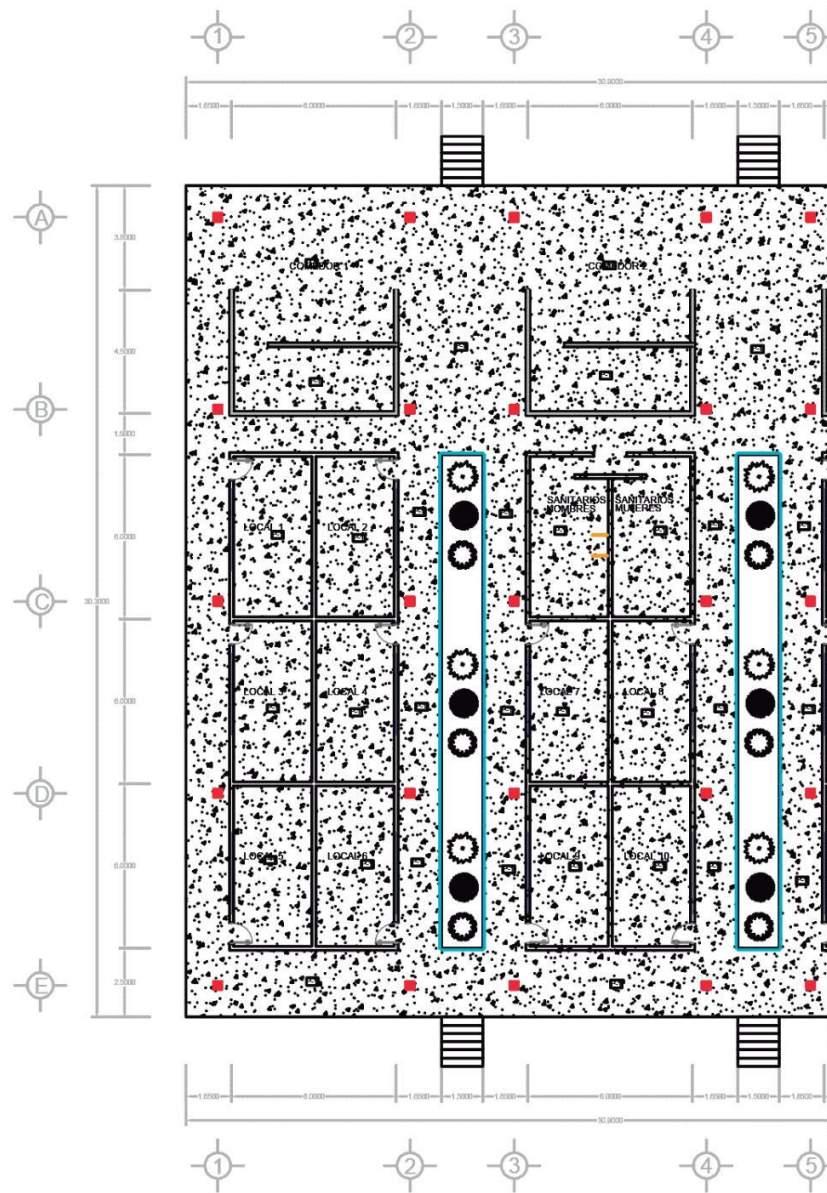 1 2 3 4 5
30.9000
1.6500 6.0000 1.6500 1.5000 1.6500 6.0000 1.6500 1.5000 1.6500
A
3.8000
COMEDOR 1 COMEDOR 2
4.5000
B
1.5000
SANITARIOS SANITARIOS
HOMBRES MUJERES
LOCAL 1 LOCAL 2
6.0000
C
30.3000
LOCAL 3 LOCAL 4 LOCAL 7 LOCAL 8
6.0000
D
LOCAL 5 LOCAL 6 LOCAL 9 LOCAL 10
6.0000
E
2.5000
1.6500 6.0000 1.6500 1.5000 1.6500 6.0000 1.6500 1.5000 1.6500
30.9000
1 2 3 4 5